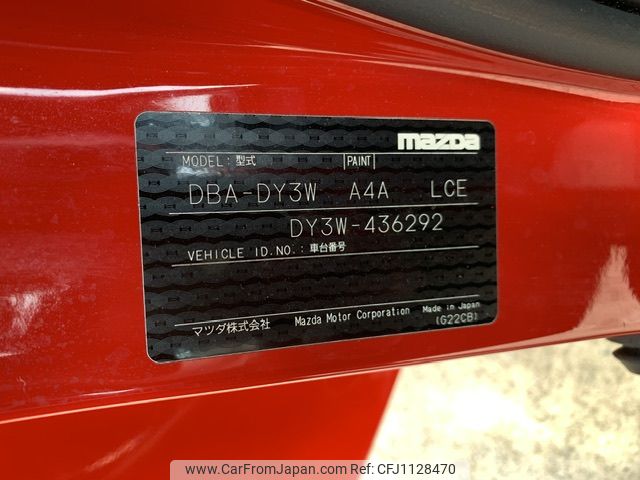 mazda
MODEL: 型式 PAINT
DBA-DY3W A4A LCE
DY3W-436292
VEHICLE ID.NO.: 車台番号
マツダ株式会社 Mazda Motor Corporation Made in Japan
(G22CB)
www.CarFromJapan.com Ref: CFJ1128470